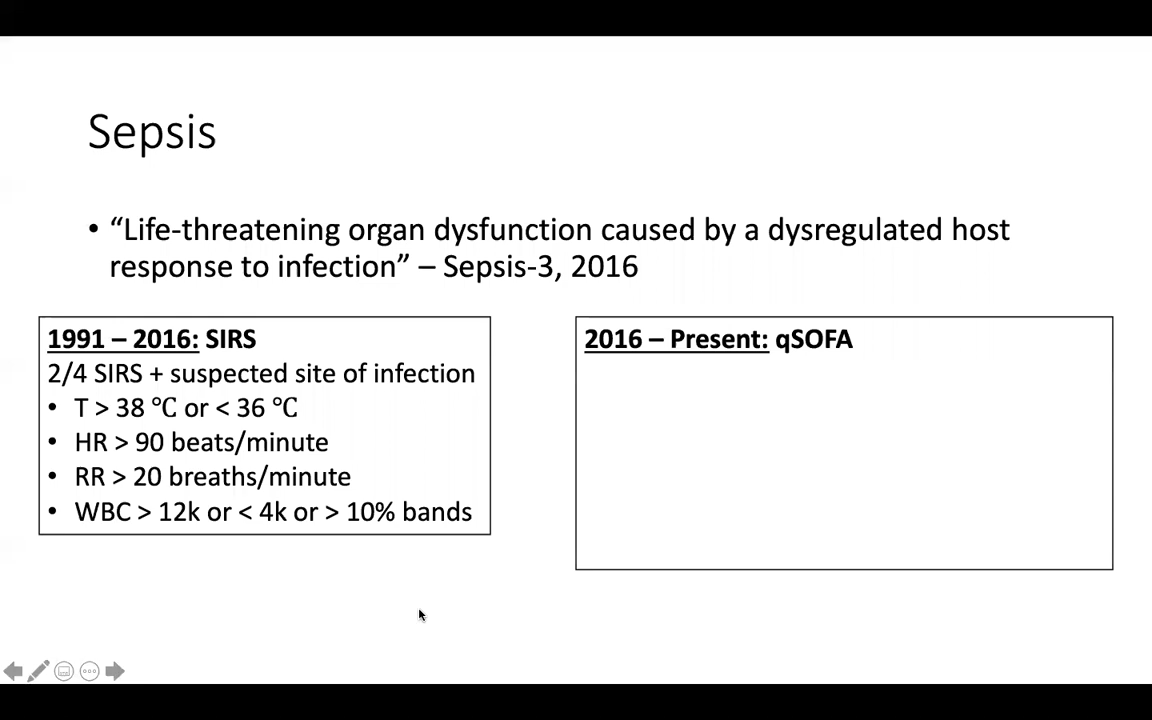 Sepsis
• “Life-threatening organ dysfunction caused by a dysregulated host
response to infection” – Sepsis-3, 2016
1991 – 2016: SIRS
2/4 SIRS + suspected site of infection
• T > 38 ℃ or < 36 ℃
• HR > 90 beats/minute
• RR > 20 breaths/minute
• WBC > 12k or < 4k or > 10% bands
2016 – Present: qSOFA